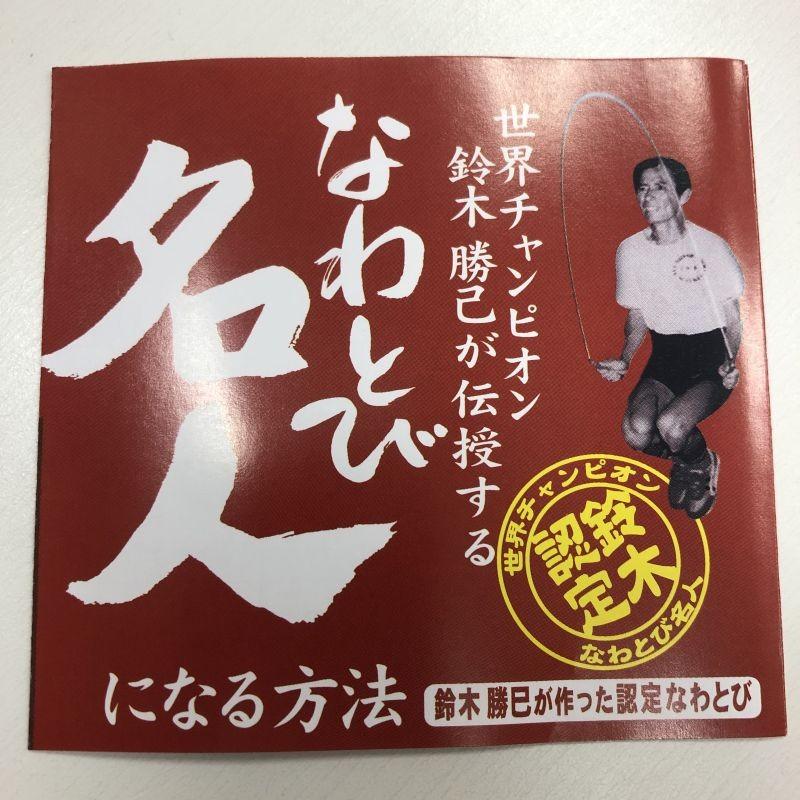 世界チャンピオン
鈴木勝己が伝授する
なわとび
名人
になる方法
世界チャンピオン
鈴木
認定
なわとび名人
鈴木勝巳が作った認定なわとび